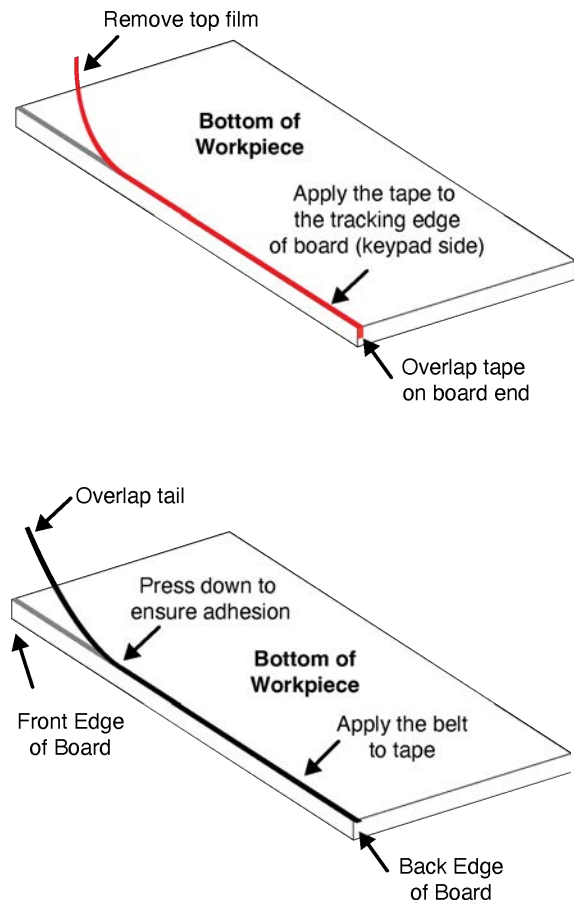 Remove top film
Bottom of
Workpiece
Apply the tape to
the tracking edge
of board (keypad side)
Overlap tape
on board end
Overlap tail
Press down to
ensure adhesion
Bottom of
Workpiece
Front Edge
of Board
Apply the belt
to tape
Back Edge
of Board